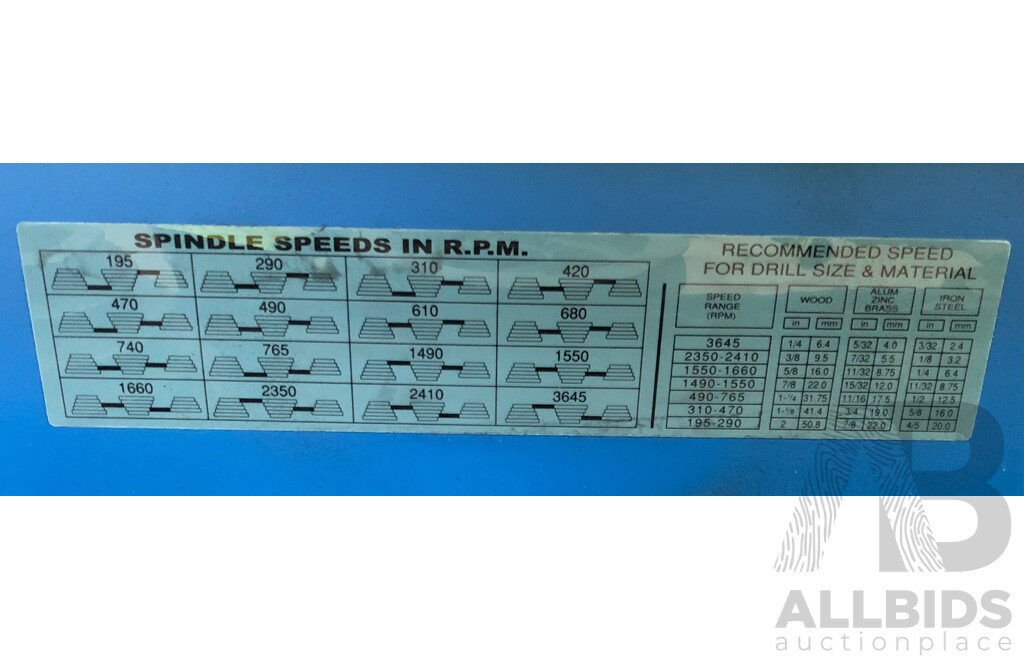 SPINDLE SPEEDS IN R.P.M.
195 290 310 420
470 490 610 680
740 765 1490 1550
1660 2350 2410 3645
RECOMMENDED SPEED
FOR DRILL SIZE & MATERIAL
SPEED RANGE (RPM) WOOD ALUM ZINC BRASS IRON STEEL
in mm in mm in mm
3645 1/4 6.4 5/32 4.0 3/32 2.4
2350-2410 3/8 9.5 7/32 5.5 1/8 3.2
1550-1660 5/8 16.0 11/32 8.75 1/4 6.4
1490-1550 7/8 22.0 15/32 12.0 11/32 8.75
490-765 1-1/4 31.75 11/16 17.5 1/2 12.5
310-470 1-5/8 41.4 3/4 19.0 5/8 16.0
195-290 2 50.8 7/8 22.0 4/5 20.0
AB
ALLBIDS
auctionplace